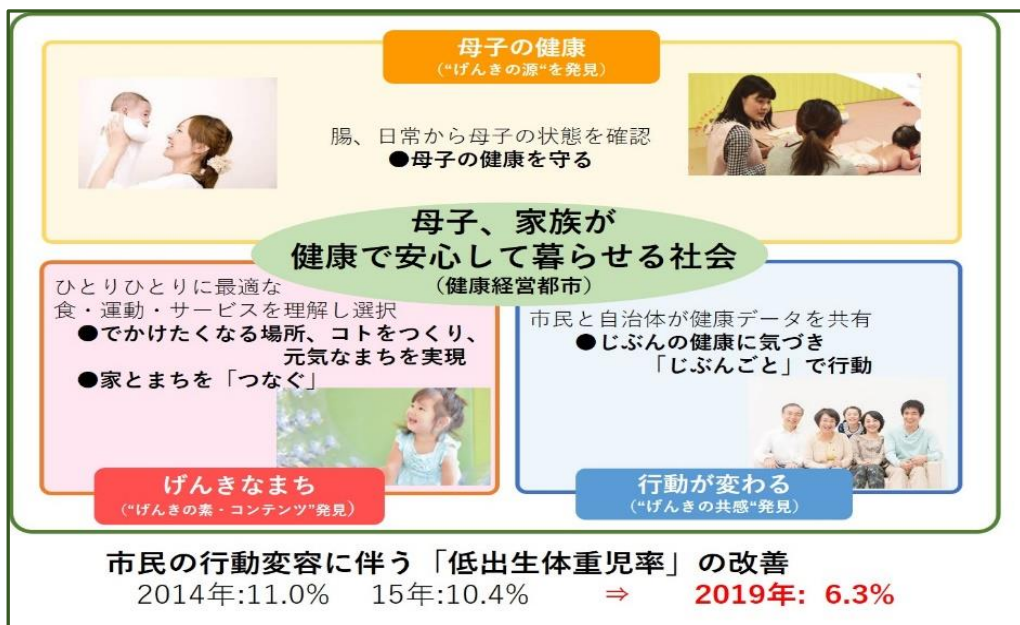 母子の健康
(“げんきの源“を発見)
腸、日常から母子の状態を確認
●母子の健康を守る
母子、家族が
健康で安心して暮らせる社会
(健康経営都市)
ひとりひとりに最適な
食・運動・サービスを理解し選択
●でかけたくなる場所、コトをつくり、
元気なまちを実現
●家とまちを「つなぐ」
げんきなまち
(“げんきの素‐コンテンツ”発見)
市民と自治体が健康データを共有
●じぶんの健康に気づき
「じぶんごと」で行動
行動が変わる
(“げんきの共感“発見)
市民の行動変容に伴う「低出生体重児率」の改善
2014年:11.0% 15年:10.4% ⇒ 2019年: 6.3%